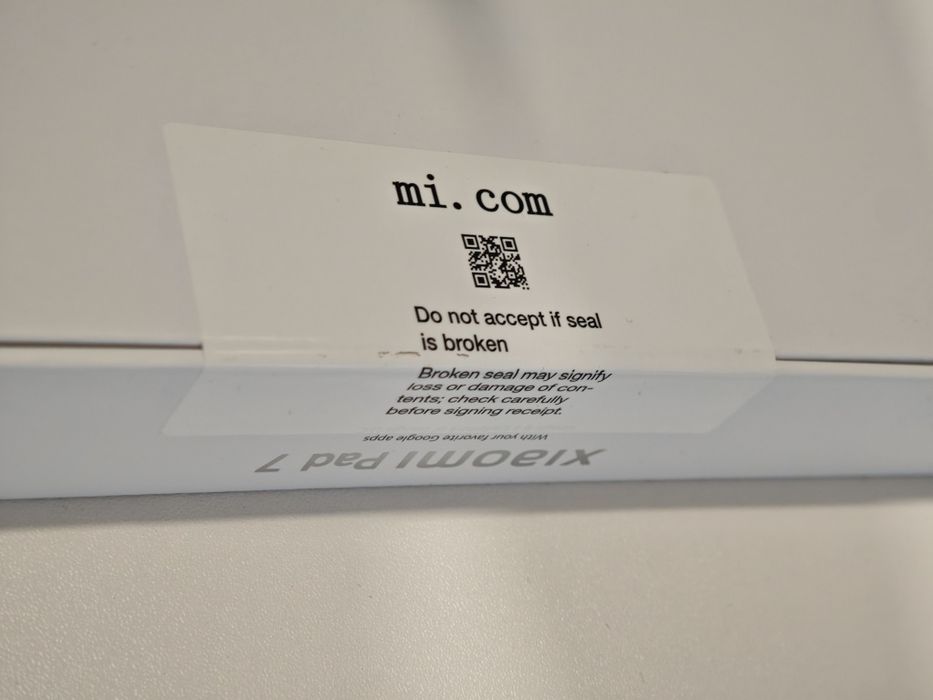 mi.com
Do not accept if seal
is broken
Broken seal may signify
loss or damage of con-
tents; check carefully
before signing receipt.
With your favorite Google apps
xiaomi Pad 7